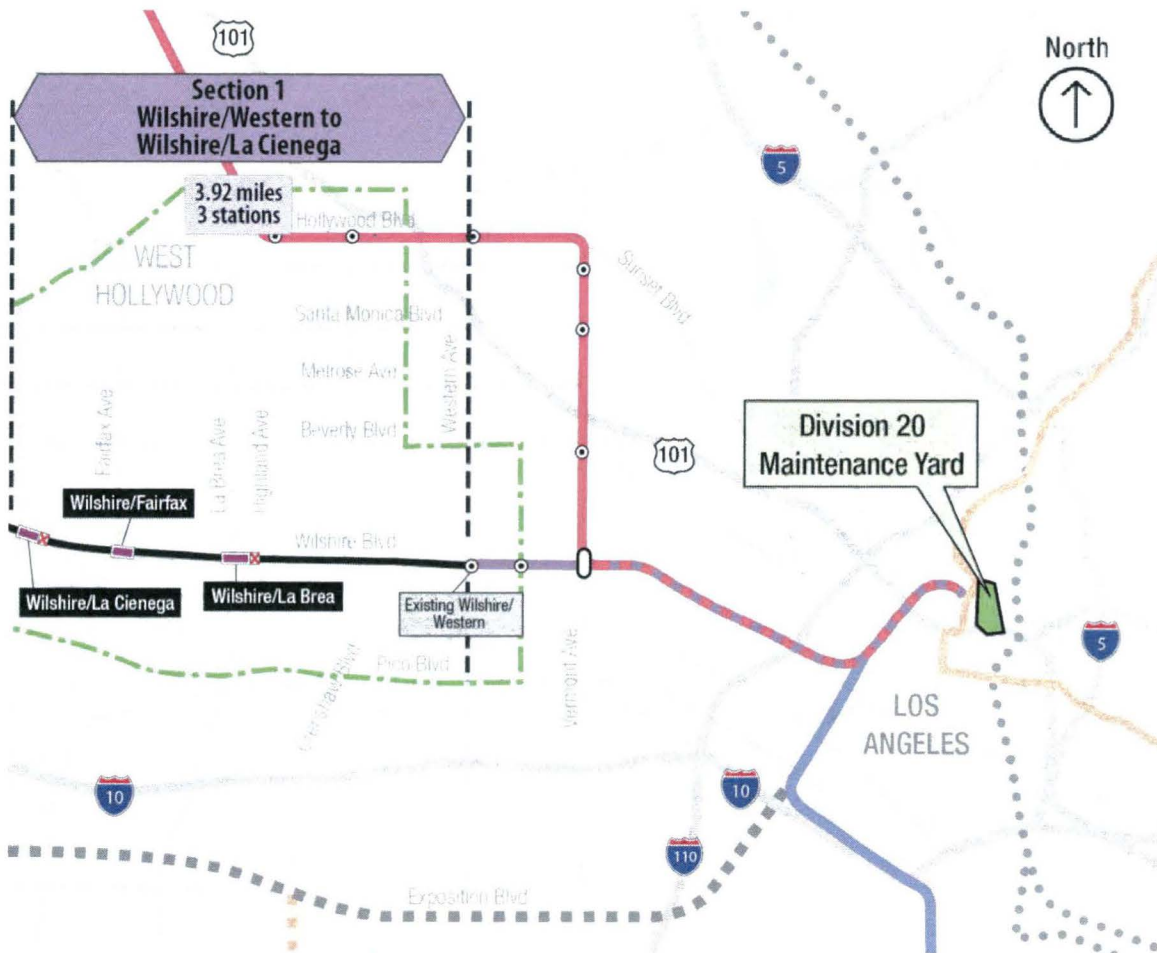 101
North
Section 1
Wilshire/Western to
Wilshire/La Cienega
5
3.92 miles
3 stations
Hollywood Blvd
WEST
HOLLYWOOD
Sunset Blvd
Santa Monica Blvd
Western Ave
Melrose Ave
Fairfax Ave
La Brea Ave
Highland Ave
Beverly Blvd
101
Division 20
Maintenance Yard
Wilshire/Fairfax
Wilshire Blvd
Wilshire/La Cienega
Wilshire/La Brea
Existing Wilshire/
Western
5
Pico Blvd
Crenshaw Blvd
Vermont Ave
LOS
ANGELES
10
10
110
Exposition Blvd